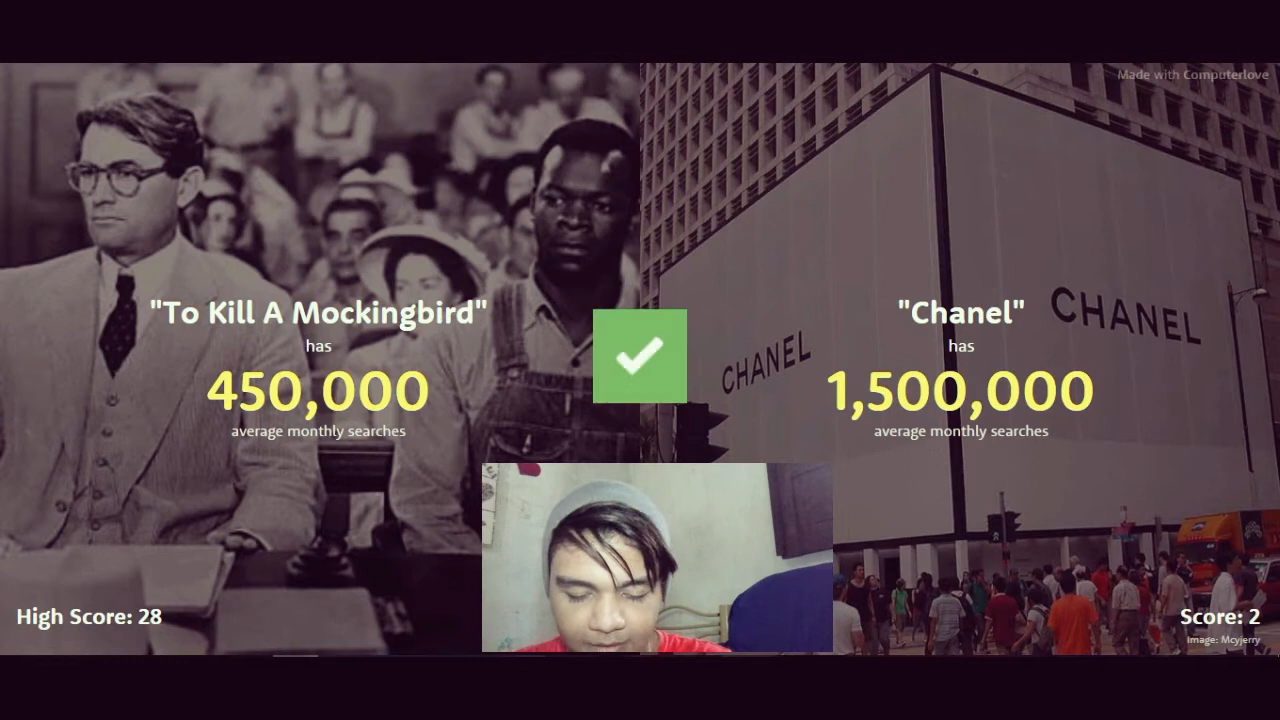 Made with Computerlove
"To Kill A Mockingbird"
has
450,000
average monthly searches
"Chanel"
has
1,500,000
average monthly searches
CHANEL
CHANEL
High Score: 28
Score: 2
Image: Mcyjerry